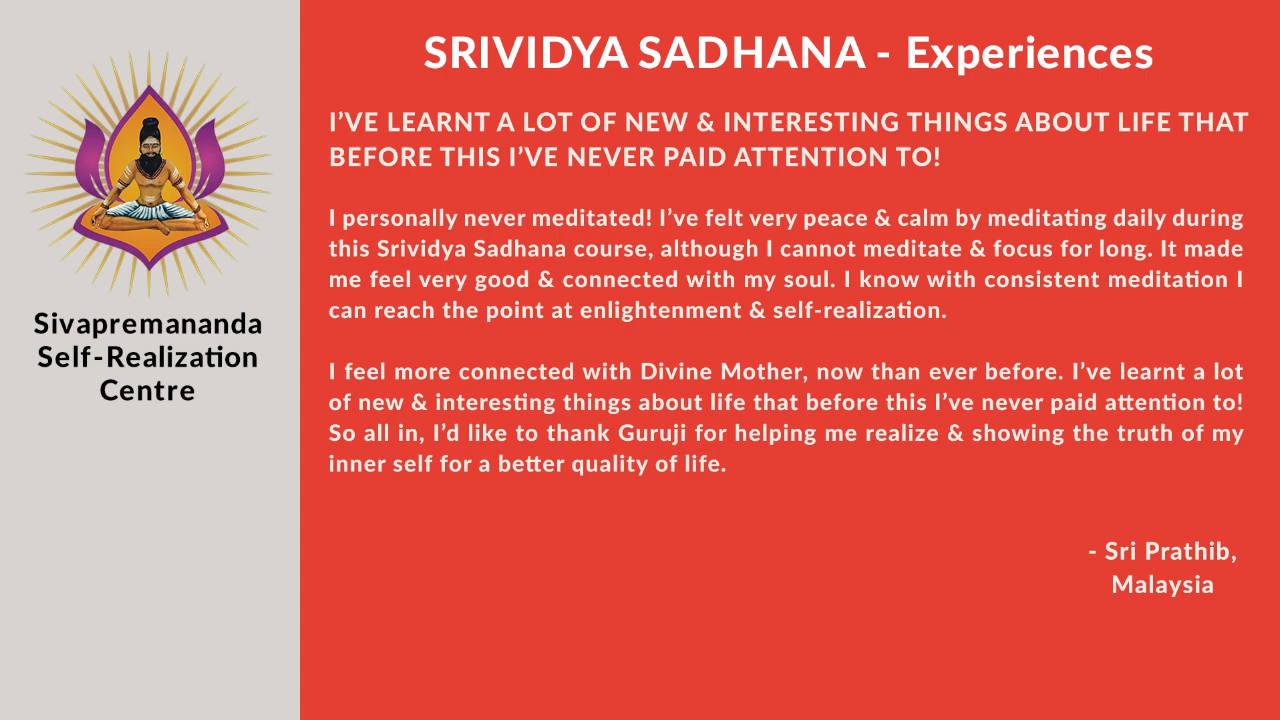 SRIVIDYA SADHANA - Experiences
I'VE LEARNT A LOT OF NEW & INTERESTING THINGS ABOUT LIFE THAT
BEFORE THIS I'VE NEVER PAID ATTENTION TO!
I personally never meditated! I've felt very peace & calm by meditating daily during
this Srividya Sadhana course, although I cannot meditate & focus for long. It made
me feel very good & connected with my soul. I know with consistent meditation I
can reach the point at enlightenment & self-realization.
I feel more connected with Divine Mother, now than ever before. I've learnt a lot
of new & interesting things about life that before this I've never paid attention to!
So all in, I'd like to thank Guruji for helping me realize & showing the truth of my
inner self for a better quality of life.
- Sri Prathib,
Malaysia
Sivapremananda
Self-Realization
Centre